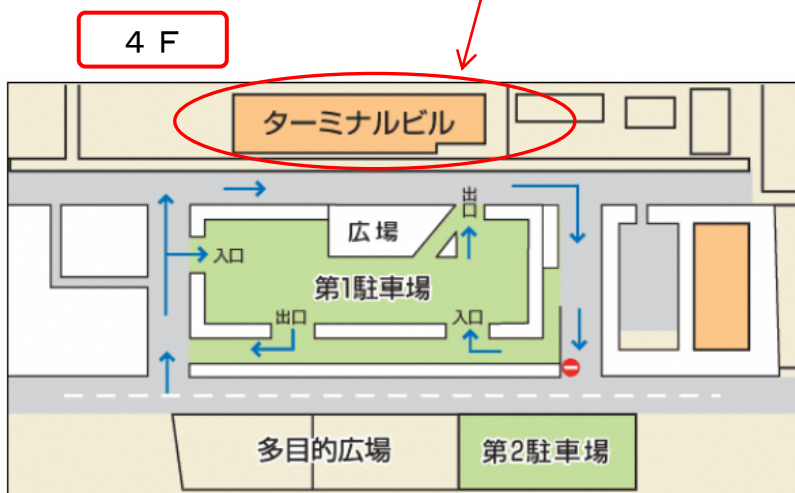 ４Ｆ
ターミナルビル
出口
広場
入口
第1駐車場
出口
入口
多目的広場
第2駐車場